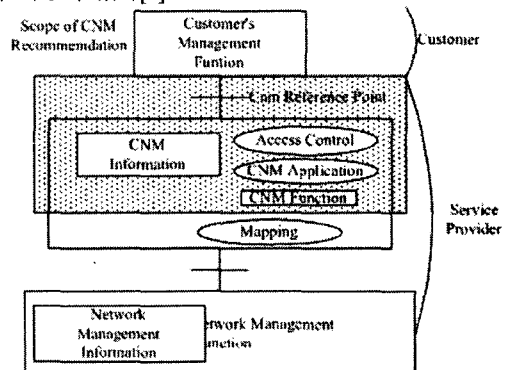 Scope of CNM
Recommendation
Customer's
Management
Funtion
Customer
Cnm Reference Point
CNM
Information
Access Control
CNM Application
CNM Function
Mapping
Service
Provider
Network
Management
Information
etwork Management
unction